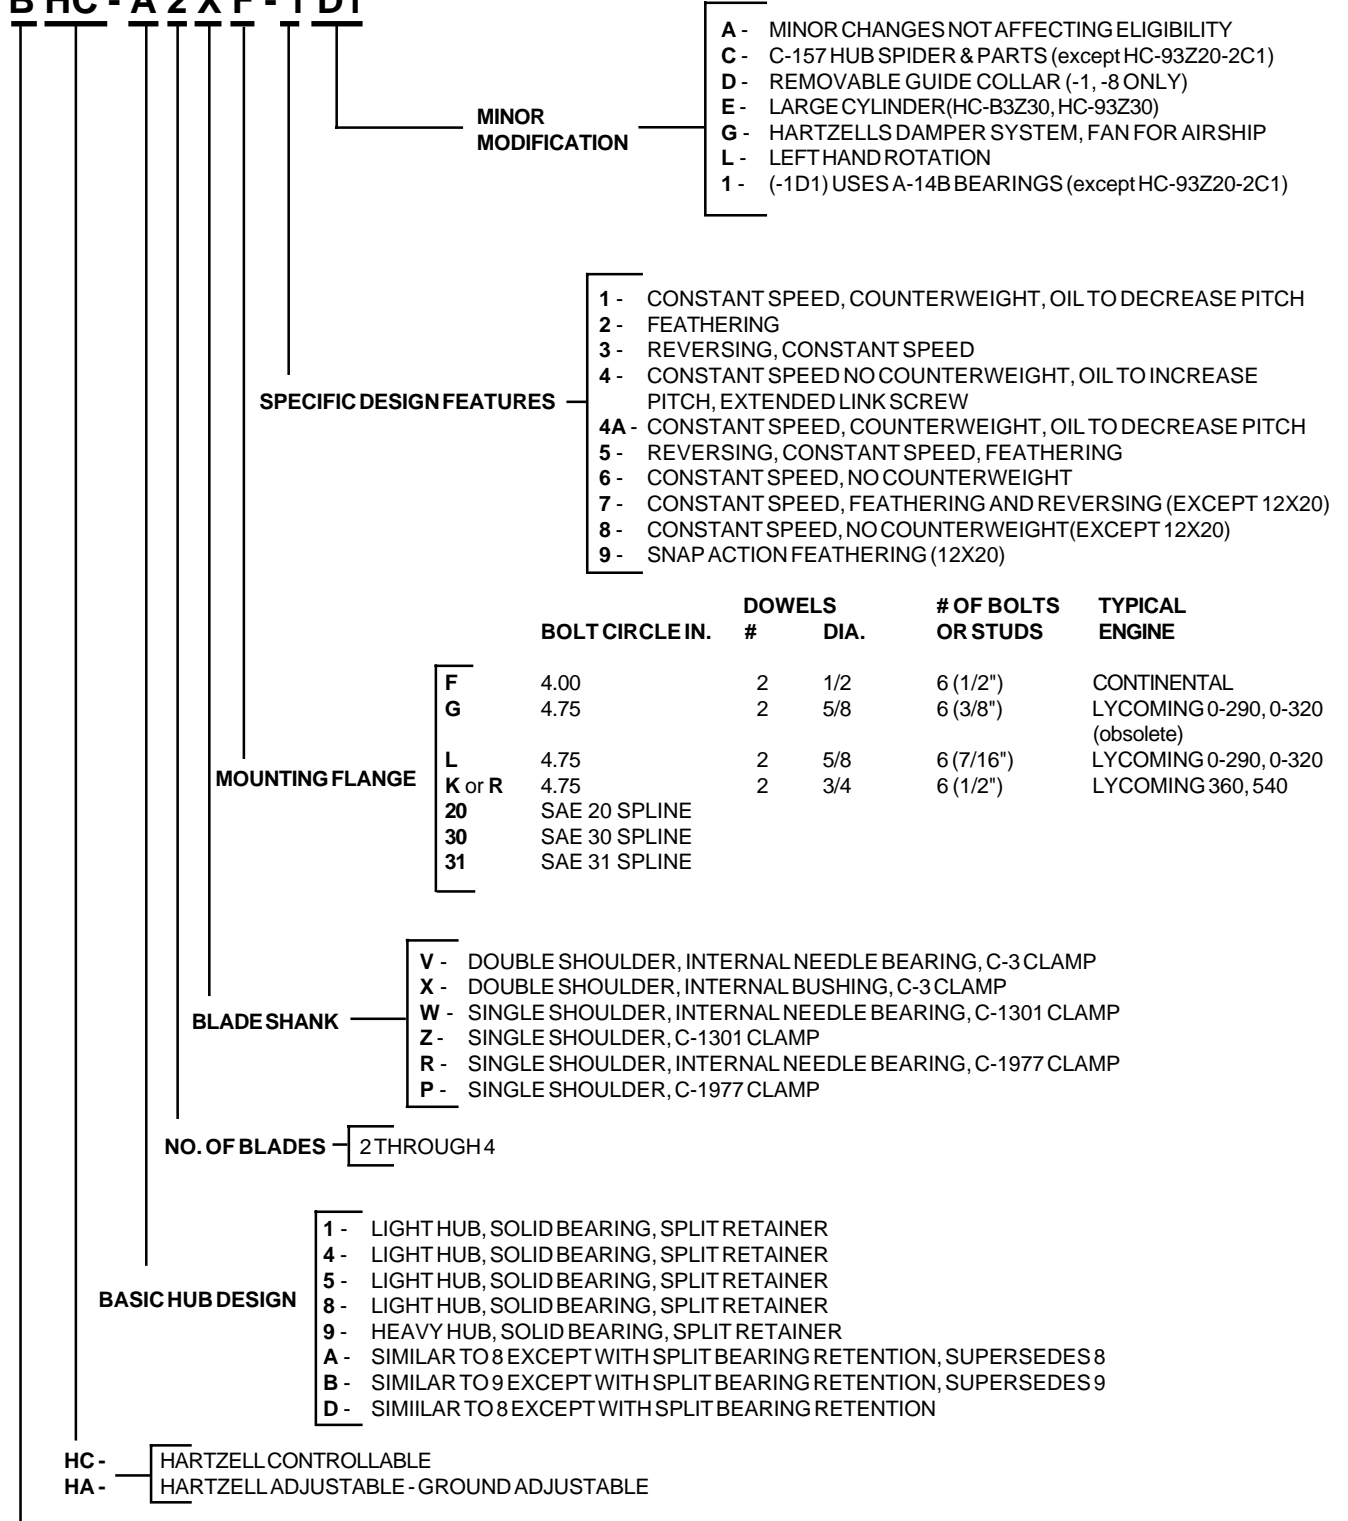 B HC - A 2 X F - 1 D1
MINOR
MODIFICATION
A - MINOR CHANGES NOT AFFECTING ELIGIBILITY
C - C-157 HUB SPIDER & PARTS (except HC-93Z20-2C1)
D - REMOVABLE GUIDE COLLAR (-1, -8 ONLY)
E - LARGE CYLINDER(HC-B3Z30, HC-93Z30)
G - HARTZELLS DAMPER SYSTEM, FAN FOR AIRSHIP
L - LEFT HAND ROTATION
1 - (-1D1) USES A-14B BEARINGS (except HC-93Z20-2C1)
SPECIFIC DESIGN FEATURES
1 - CONSTANT SPEED, COUNTERWEIGHT, OIL TO DECREASE PITCH
2 - FEATHERING
3 - REVERSING, CONSTANT SPEED
4 - CONSTANT SPEED NO COUNTERWEIGHT, OIL TO INCREASE
PITCH, EXTENDED LINK SCREW
4A - CONSTANT SPEED, COUNTERWEIGHT, OIL TO DECREASE PITCH
5 - REVERSING, CONSTANT SPEED, FEATHERING
6 - CONSTANT SPEED, NO COUNTERWEIGHT
7 - CONSTANT SPEED, FEATHERING AND REVERSING (EXCEPT 12X20)
8 - CONSTANT SPEED, NO COUNTERWEIGHT(EXCEPT 12X20)
9 - SNAP ACTION FEATHERING (12X20)
DOWELS # OF BOLTS TYPICAL
BOLT CIRCLE IN. # DIA. OR STUDS ENGINE
MOUNTING FLANGE
F 4.00 2 1/2 6 (1/2") CONTINENTAL
G 4.75 2 5/8 6 (3/8") LYCOMING 0-290, 0-320
(obsolete)
L 4.75 2 5/8 6 (7/16") LYCOMING 0-290, 0-320
K or R 4.75 2 3/4 6 (1/2") LYCOMING 360, 540
20 SAE 20 SPLINE
30 SAE 30 SPLINE
31 SAE 31 SPLINE
BLADE SHANK
V - DOUBLE SHOULDER, INTERNAL NEEDLE BEARING, C-3 CLAMP
X - DOUBLE SHOULDER, INTERNAL BUSHING, C-3 CLAMP
W - SINGLE SHOULDER, INTERNAL NEEDLE BEARING, C-1301 CLAMP
Z - SINGLE SHOULDER, C-1301 CLAMP
R - SINGLE SHOULDER, INTERNAL NEEDLE BEARING, C-1977 CLAMP
P - SINGLE SHOULDER, C-1977 CLAMP
NO. OF BLADES 2 THROUGH 4
BASIC HUB DESIGN
1 - LIGHT HUB, SOLID BEARING, SPLIT RETAINER
4 - LIGHT HUB, SOLID BEARING, SPLIT RETAINER
5 - LIGHT HUB, SOLID BEARING, SPLIT RETAINER
8 - LIGHT HUB, SOLID BEARING, SPLIT RETAINER
9 - HEAVY HUB, SOLID BEARING, SPLIT RETAINER
A - SIMILAR TO 8 EXCEPT WITH SPLIT BEARING RETENTION, SUPERSEDES 8
B - SIMILAR TO 9 EXCEPT WITH SPLIT BEARING RETENTION, SUPERSEDES 9
D - SIMIILAR TO 8 EXCEPT WITH SPLIT BEARING RETENTION
HC - HARTZELL CONTROLLABLE
HA - HARTZELL ADJUSTABLE - GROUND ADJUSTABLE